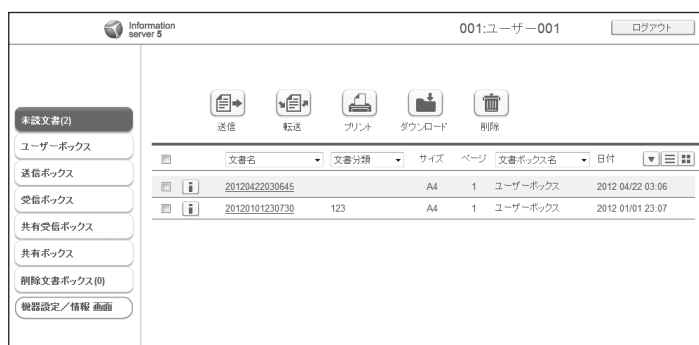 Information
server 5
001:ユーザー001
ログアウト
送信
転送
プリント
ダウンロード
削除
未読文書(2)
ユーザーボックス
送信ボックス
受信ボックス
共有受信ボックス
共有ボックス
削除文書ボックス(0)
機器設定／情報 画面
文書名 文書分類 サイズ ページ 文書ボックス名 日付
20120422030645 A4 1 ユーザーボックス 2012 04/22 03:06
20120101230730 123 A4 1 ユーザーボックス 2012 01/01 23:07